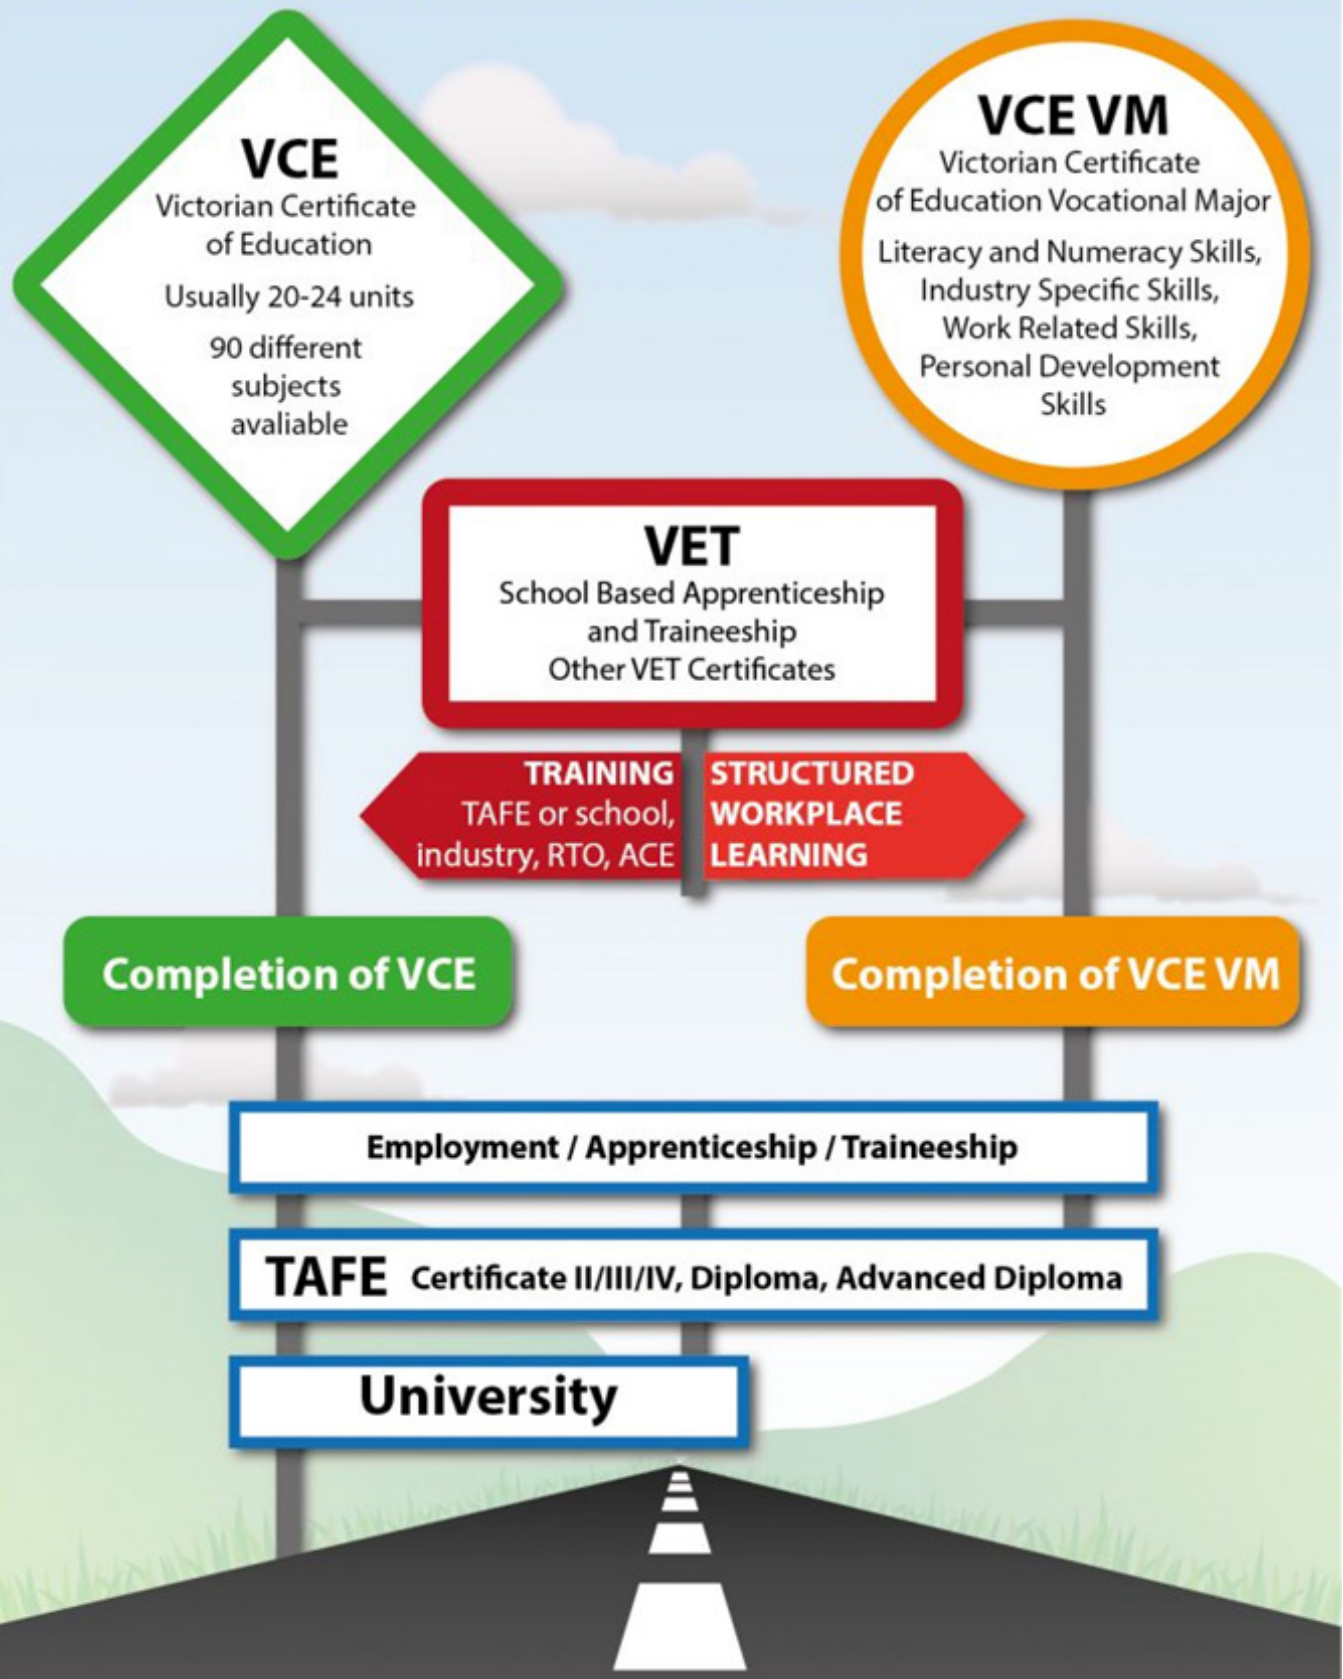 VCE
Victorian Certificate
of Education
Usually 20-24 units
90 different
subjects
avaliable
VCE VM
Victorian Certificate
of Education Vocational Major
Literacy and Numeracy Skills,
Industry Specific Skills,
Work Related Skills,
Personal Development
Skills
VET
School Based Apprenticeship
and Traineeship
Other VET Certificates
TRAINING
TAFE or school,
industry, RTO, ACE
STRUCTURED
WORKPLACE
LEARNING
Completion of VCE
Completion of VCE VM
Employment / Apprenticeship / Traineeship
TAFE Certificate II/III/IV, Diploma, Advanced Diploma
University